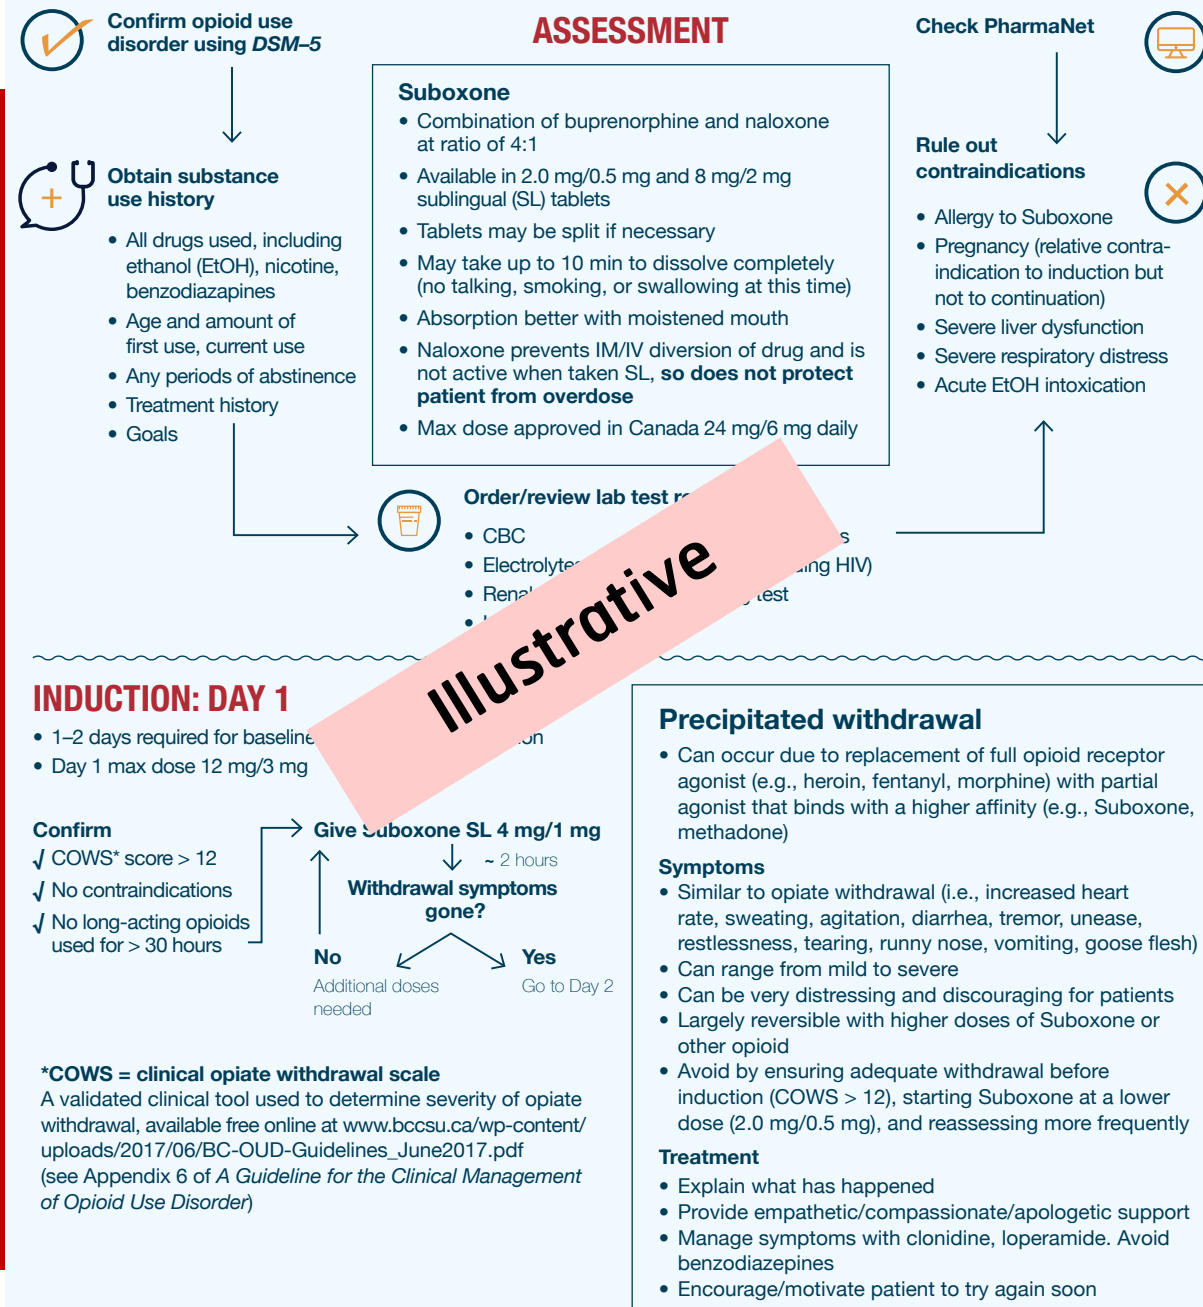 Confirm opioid use
disorder using DSM–5
Obtain substance
use history
• All drugs used, including
ethanol (EtOH), nicotine,
benzodiazapines
• Age and amount of
first use, current use
• Any periods of abstinence
• Treatment history
• Goals
ASSESSMENT
Suboxone
• Combination of buprenorphine and naloxone
at ratio of 4:1
• Available in 2.0 mg/0.5 mg and 8 mg/2 mg
sublingual (SL) tablets
• Tablets may be split if necessary
• May take up to 10 min to dissolve completely
(no talking, smoking, or swallowing at this time)
• Absorption better with moistened mouth
• Naloxone prevents IM/IV diversion of drug and is
not active when taken SL, so does not protect
patient from overdose
• Max dose approved in Canada 24 mg/6 mg daily
Check PharmaNet
Rule out
contraindications
• Allergy to Suboxone
• Pregnancy (relative contra-
indication to induction but
not to continuation)
• Severe liver dysfunction
• Severe respiratory distress
• Acute EtOH intoxication
Order/review lab test
• CBC
• Electrolytes
HIV)
test
Illustrative
INDUCTION: DAY 1
• 1–2 days required for baseline
• Day 1 max dose 12 mg/3 mg
Confirm
√ COWS* score > 12
√ No contraindications
√ No long-acting opioids
used for > 30 hours
Give Suboxone SL 4 mg/1 mg
~ 2 hours
Withdrawal symptoms
gone?
No
Additional doses
needed
Yes
Go to Day 2
*COWS = clinical opiate withdrawal scale
A validated clinical tool used to determine severity of opiate
withdrawal, available free online at www.bccsu.ca/wp-content/
uploads/2017/06/BC-OUD-Guidelines_June2017.pdf
(see Appendix 6 of A Guideline for the Clinical Management
of Opioid Use Disorder)
Precipitated withdrawal
• Can occur due to replacement of full opioid receptor
agonist (e.g., heroin, fentanyl, morphine) with partial
agonist that binds with a higher affinity (e.g., Suboxone,
methadone)
Symptoms
• Similar to opiate withdrawal (i.e., increased heart
rate, sweating, agitation, diarrhea, tremor, unease,
restlessness, tearing, runny nose, vomiting, goose flesh)
• Can range from mild to severe
• Can be very distressing and discouraging for patients
• Largely reversible with higher doses of Suboxone or
other opioid
• Avoid by ensuring adequate withdrawal before
induction (COWS > 12), starting Suboxone at a lower
dose (2.0 mg/0.5 mg), and reassessing more frequently
Treatment
• Explain what has happened
• Provide empathetic/compassionate/apologetic support
• Manage symptoms with clonidine, loperamide. Avoid
benzodiazepines
• Encourage/motivate patient to try again soon